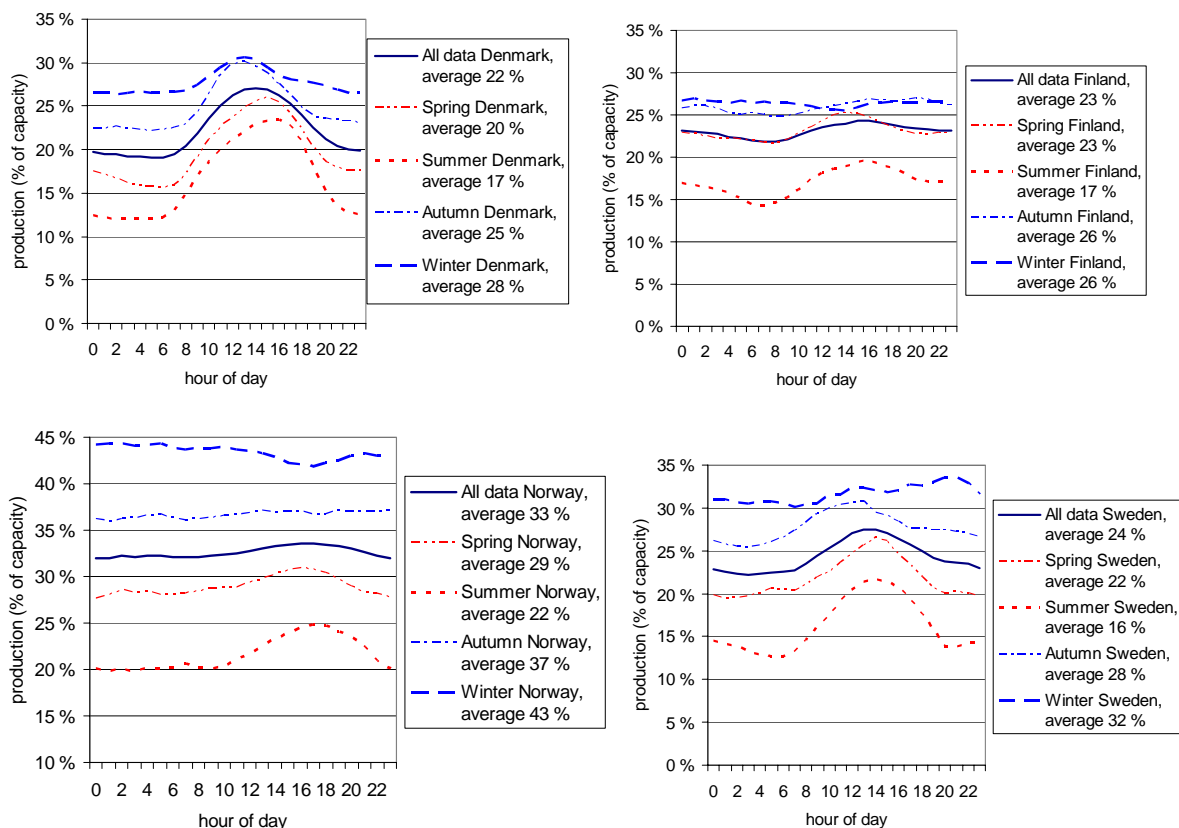 35 %
30 %
25 %
20 %
15 %
10 %
5 %
0 %
production (% of capacity)
0 2 4 6 8 10 12 14 16 18 20 22
hour of day
All data Denmark,
average 22 %
Spring Denmark,
average 20 %
Summer Denmark,
average 17 %
Autumn Denmark,
average 25 %
Winter Denmark,
average 28 %
35 %
30 %
25 %
20 %
15 %
10 %
5 %
0 %
production (% of capacity)
0 2 4 6 8 10 12 14 16 18 20 22
hour of day
All data Finland,
average 23 %
Spring Finland,
average 23 %
Summer Finland,
average 17 %
Autumn Finland,
average 26 %
Winter Finland,
average 26 %
45 %
40 %
35 %
30 %
25 %
20 %
15 %
10 %
production (% of capacity)
0 2 4 6 8 10 12 14 16 18 20 22
hour of day
All data Norway,
average 33 %
Spring Norway,
average 29 %
Summer Norway,
average 22 %
Autumn Norway,
average 37 %
Winter Norway,
average 43 %
35 %
30 %
25 %
20 %
15 %
10 %
5 %
0 %
production (% of capacity)
0 2 4 6 8 10 12 14 16 18 20 22
hour of day
All data Sweden,
average 24 %
Spring Sweden,
average 22 %
Summer Sweden,
average 16 %
Autumn Sweden,
average 28 %
Winter Sweden,
average 32 %